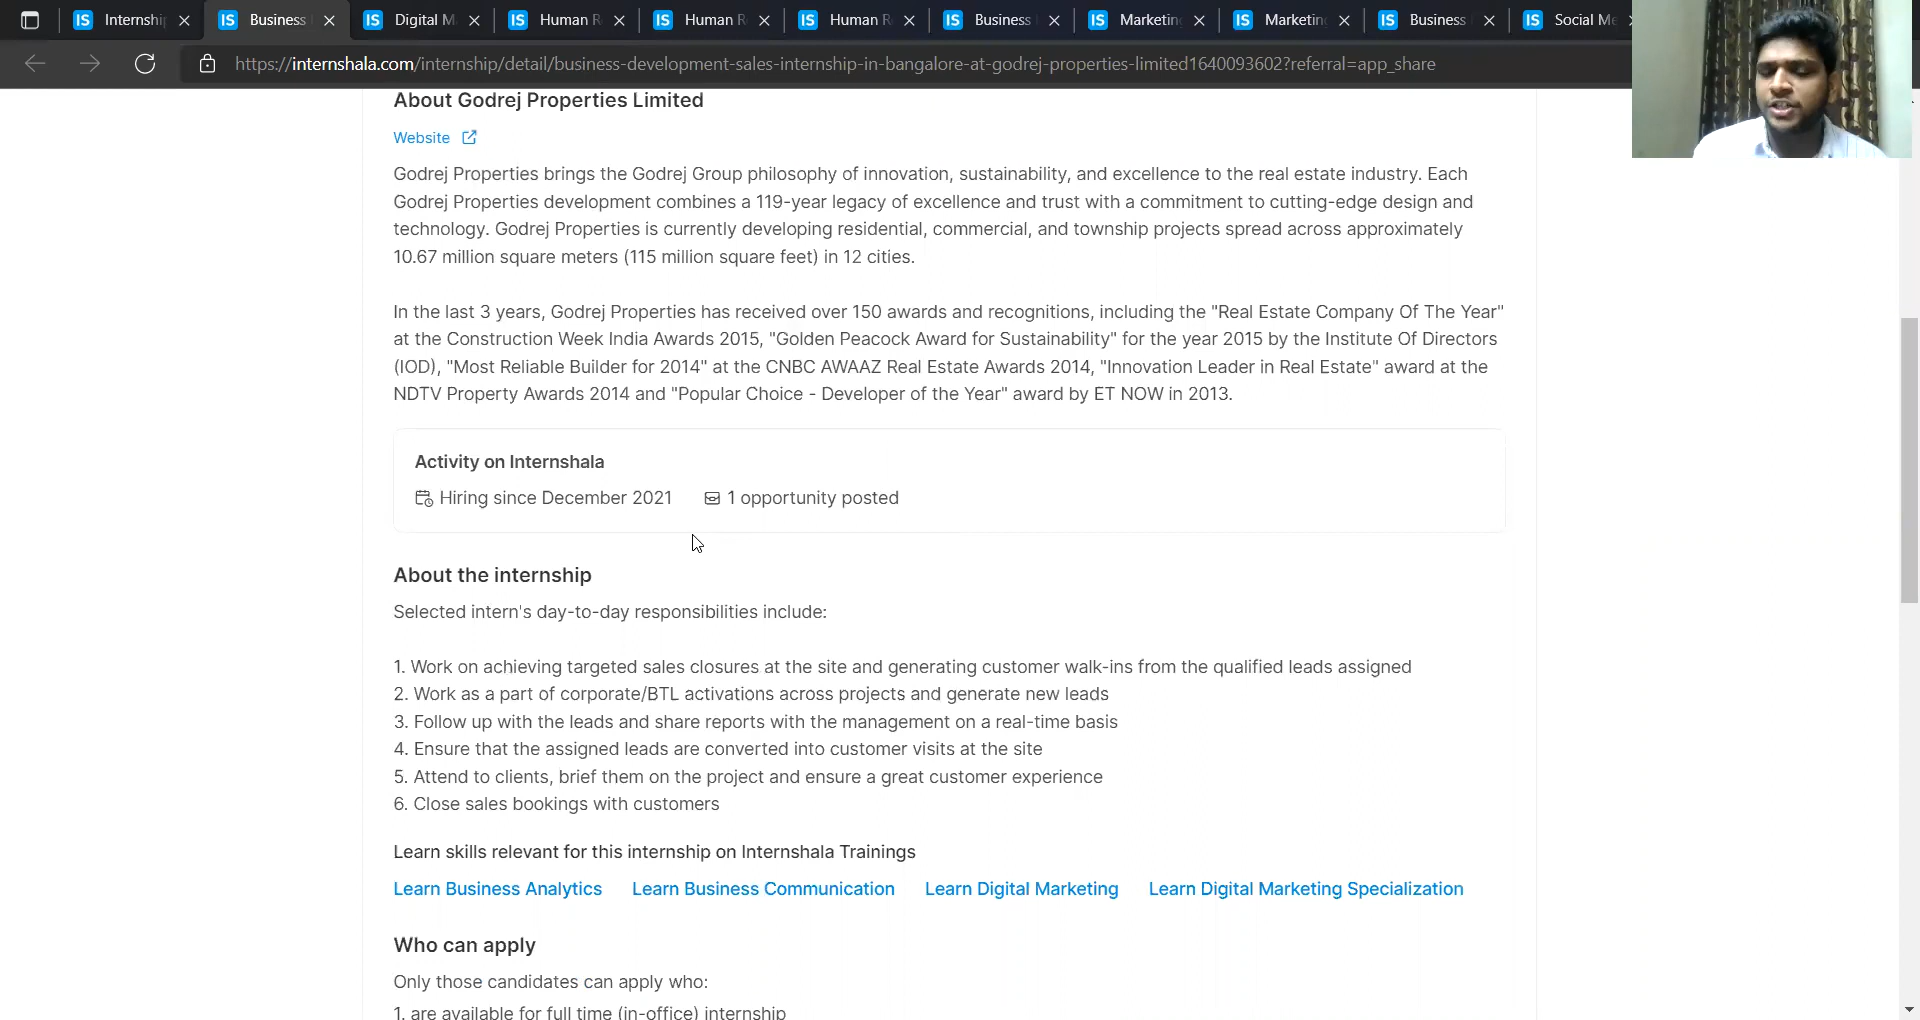 IS Internshi
IS Business
IS Digital M
IS Human R
IS Human R
IS Human R
IS Business
IS Marketin
IS Marketin
IS Business
IS Social Me
https://internshala.com/internship/detail/business-development-sales-internship-in-bangalore-at-godrej-properties-limited1640093602?referral=app_share
About Godrej Properties Limited
Website
Godrej Properties brings the Godrej Group philosophy of innovation, sustainability, and excellence to the real estate industry. Each
Godrej Properties development combines a 119-year legacy of excellence and trust with a commitment to cutting-edge design and
technology. Godrej Properties is currently developing residential, commercial, and township projects spread across approximately
10.67 million square meters (115 million square feet) in 12 cities.
In the last 3 years, Godrej Properties has received over 150 awards and recognitions, including the "Real Estate Company Of The Year"
at the Construction Week India Awards 2015, "Golden Peacock Award for Sustainability" for the year 2015 by the Institute Of Directors
(IOD), "Most Reliable Builder for 2014" at the CNBC AWAAZ Real Estate Awards 2014, "Innovation Leader in Real Estate" award at the
NDTV Property Awards 2014 and "Popular Choice - Developer of the Year" award by ET NOW in 2013.
Activity on Internshala
Hiring since December 2021
1 opportunity posted
About the internship
Selected intern's day-to-day responsibilities include:
1. Work on achieving targeted sales closures at the site and generating customer walk-ins from the qualified leads assigned
2. Work as a part of corporate/BTL activations across projects and generate new leads
3. Follow up with the leads and share reports with the management on a real-time basis
4. Ensure that the assigned leads are converted into customer visits at the site
5. Attend to clients, brief them on the project and ensure a great customer experience
6. Close sales bookings with customers
Learn skills relevant for this internship on Internshala Trainings
Learn Business Analytics
Learn Business Communication
Learn Digital Marketing
Learn Digital Marketing Specialization
Who can apply
Only those candidates can apply who:
1. are available for full time (in-office) internship